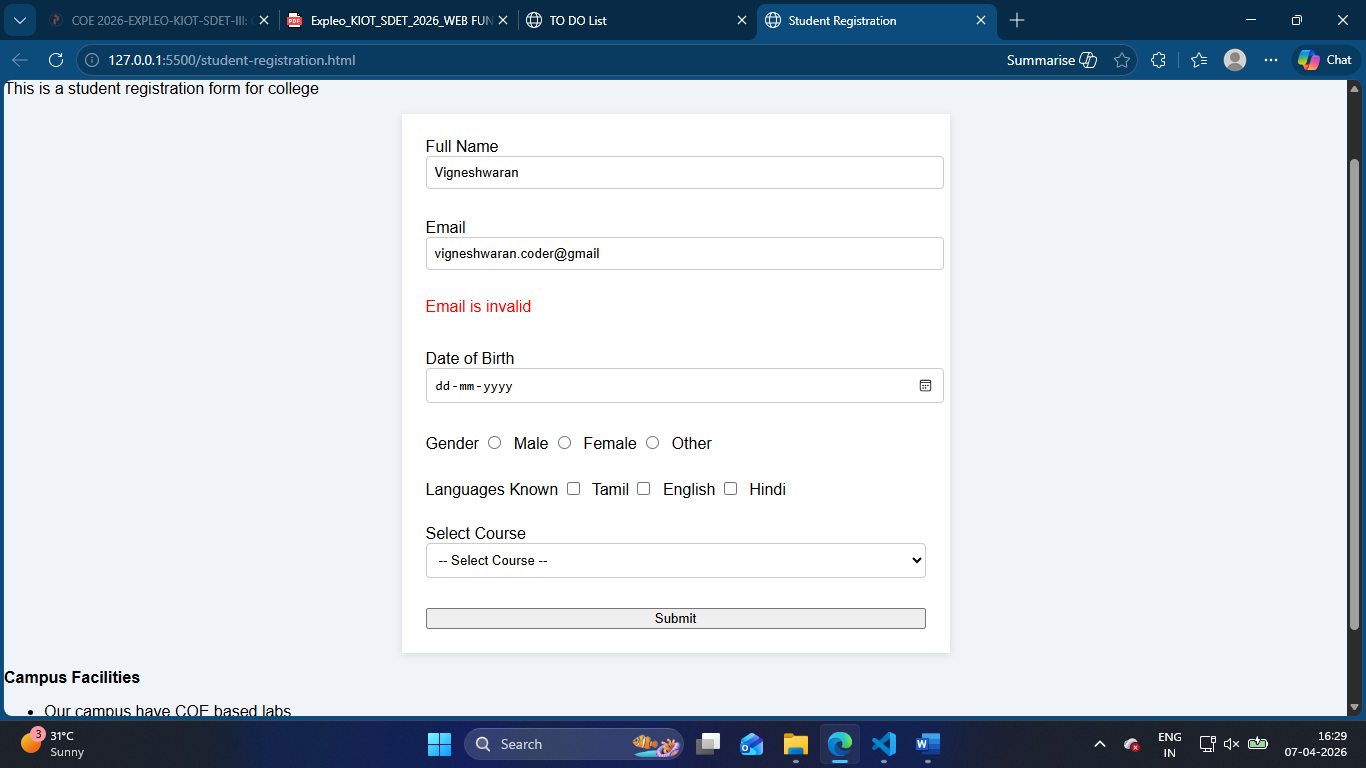 COE 2026-EXPLEO-KIOT-SDET-III:
Expleo_KIOT_SDET_2026_WEB FUN
TO DO List
Student Registration
127.0.0.1:5500/student-registration.html
Summarise
Chat
This is a student registration form for college
Full Name
Vigneshwaran
Email
vigneshwaran.coder@gmail
Email is invalid
Date of Birth
dd-mm-yyyy
Gender Male Female Other
Languages Known Tamil English Hindi
Select Course
-- Select Course --
Submit
Campus Facilities
• Our campus have COE based labs
3
31°C
Sunny
Search
ENG
IN
16:29
07-04-2026